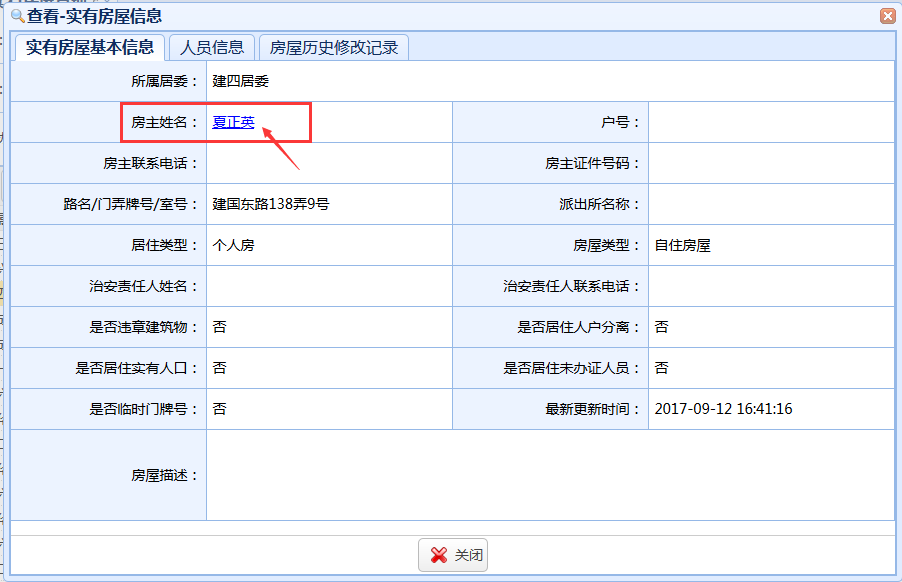 查看-实有房屋信息
实有房屋基本信息 人员信息 房屋历史修改记录
所属居委： 建四居委
房主姓名： 夏正英 户号：
房主联系电话： 房主证件号码：
路名/门弄牌号/室号： 建国东路138弄9号 派出所名称：
居住类型： 个人房 房屋类型： 自住房屋
治安责任人姓名： 治安责任人联系电话：
是否违章建筑物： 否 是否居住人户分离： 否
是否居住实有人口： 否 是否居住未办证人员： 否
是否临时门牌号： 否 最新更新时间： 2017-09-12 16:41:16
房屋描述：
关闭